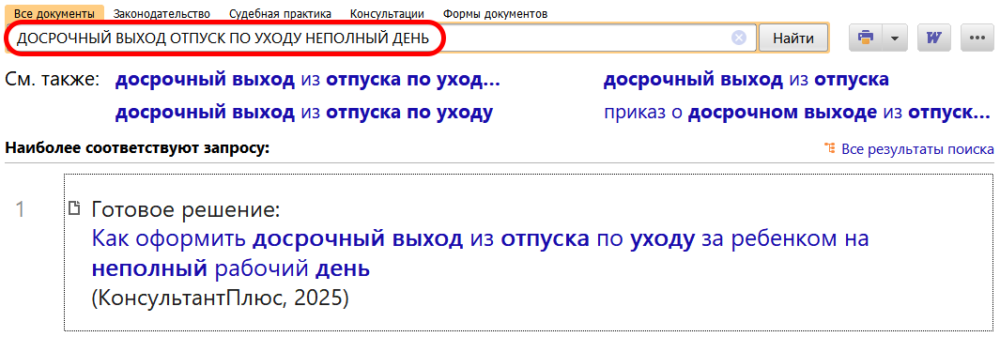 Все документы Законодательство Судебная практика Консультации Формы документов
ДОСРОЧНЫЙ ВЫХОД ОТПУСК ПО УХОДУ НЕПОЛНЫЙ ДЕНЬ Найти W
См. также: досрочный выход из отпуска по уход... досрочный выход из отпуска
досрочный выход из отпуска по уходу приказ о досрочном выходе из отпуск...
Наиболее соответствуют запросу: Все результаты поиска
1 Готовое решение:
Как оформить досрочный выход из отпуска по уходу за ребенком на
неполный рабочий день
(КонсультантПлюс, 2025)